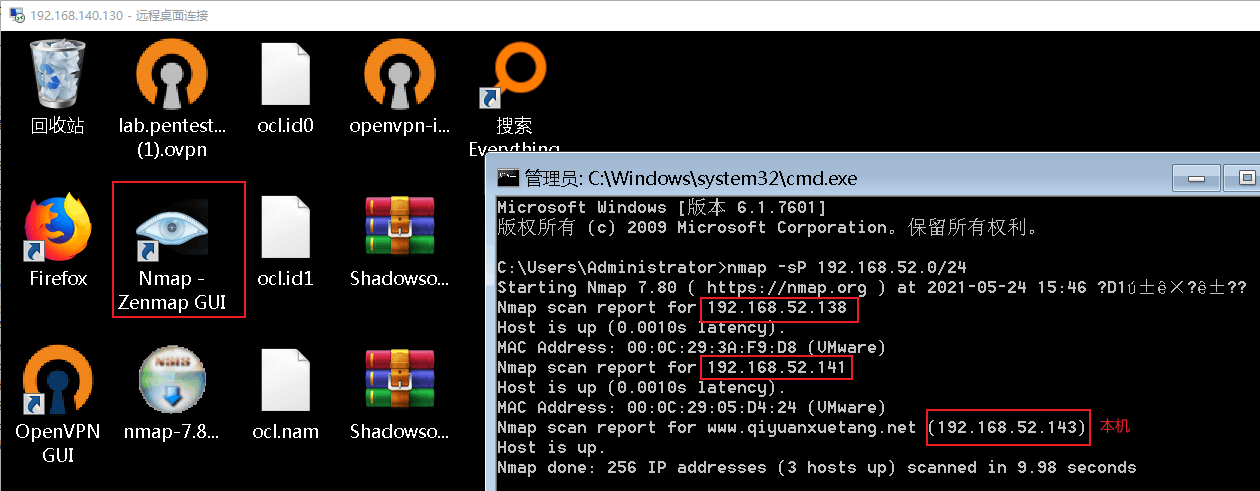 192.168.140.130 - 远程桌面连接
回收站
lab.pentest...
(1).ovpn
ocl.id0
openvpn-i...
搜索
Everything
Firefox
Nmap -
Zenmap GUI
ocl.id1
Shadowso...
OpenVPN
GUI
NSIS
nmap-7.8...
ocl.nam
Shadowso...
管理员: C:\Windows\system32\cmd.exe
Microsoft Windows [版本 6.1.7601]
版权所有 (c) 2009 Microsoft Corporation。保留所有权利。
C:\Users\Administrator>nmap -sP 192.168.52.0/24
Starting Nmap 7.80 ( https://nmap.org ) at 2021-05-24 15:46 ?D1ú±ê×?ê±??
Nmap scan report for 192.168.52.138
Host is up (0.0010s latency).
MAC Address: 00:0C:29:3A:F9:D8 (VMware)
Nmap scan report for 192.168.52.141
Host is up (0.0010s latency).
MAC Address: 00:0C:29:05:D4:24 (VMware)
Nmap scan report for www.qiyuanxuetang.net (192.168.52.143) 本机
Host is up.
Nmap done: 256 IP addresses (3 hosts up) scanned in 9.98 seconds